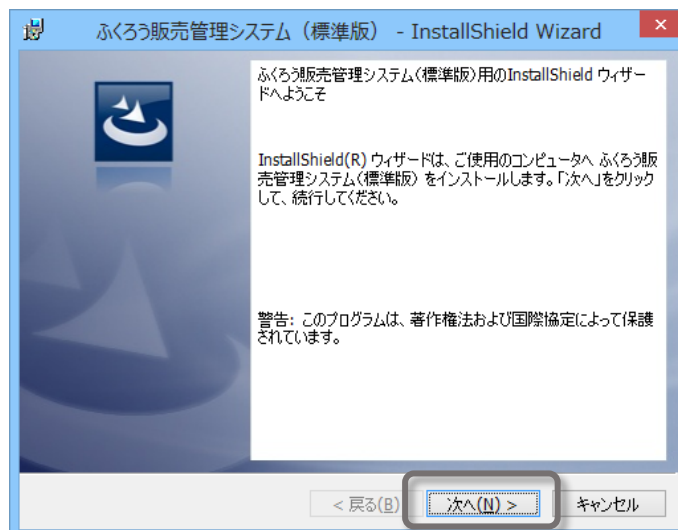 ふくろう販売管理システム（標準版） - InstallShield Wizard
ふくろう販売管理システム(標準版)用のInstallShield ウィザー
ドへようこそ
InstallShield(R) ウィザードは、ご使用のコンピュータへ ふくろう販
売管理システム(標準版) をインストールします。「次へ」をクリック
して、続行してください。
警告: このプログラムは、著作権法および国際協定によって保護
されています。
< 戻る(B) 次へ(N) > キャンセル